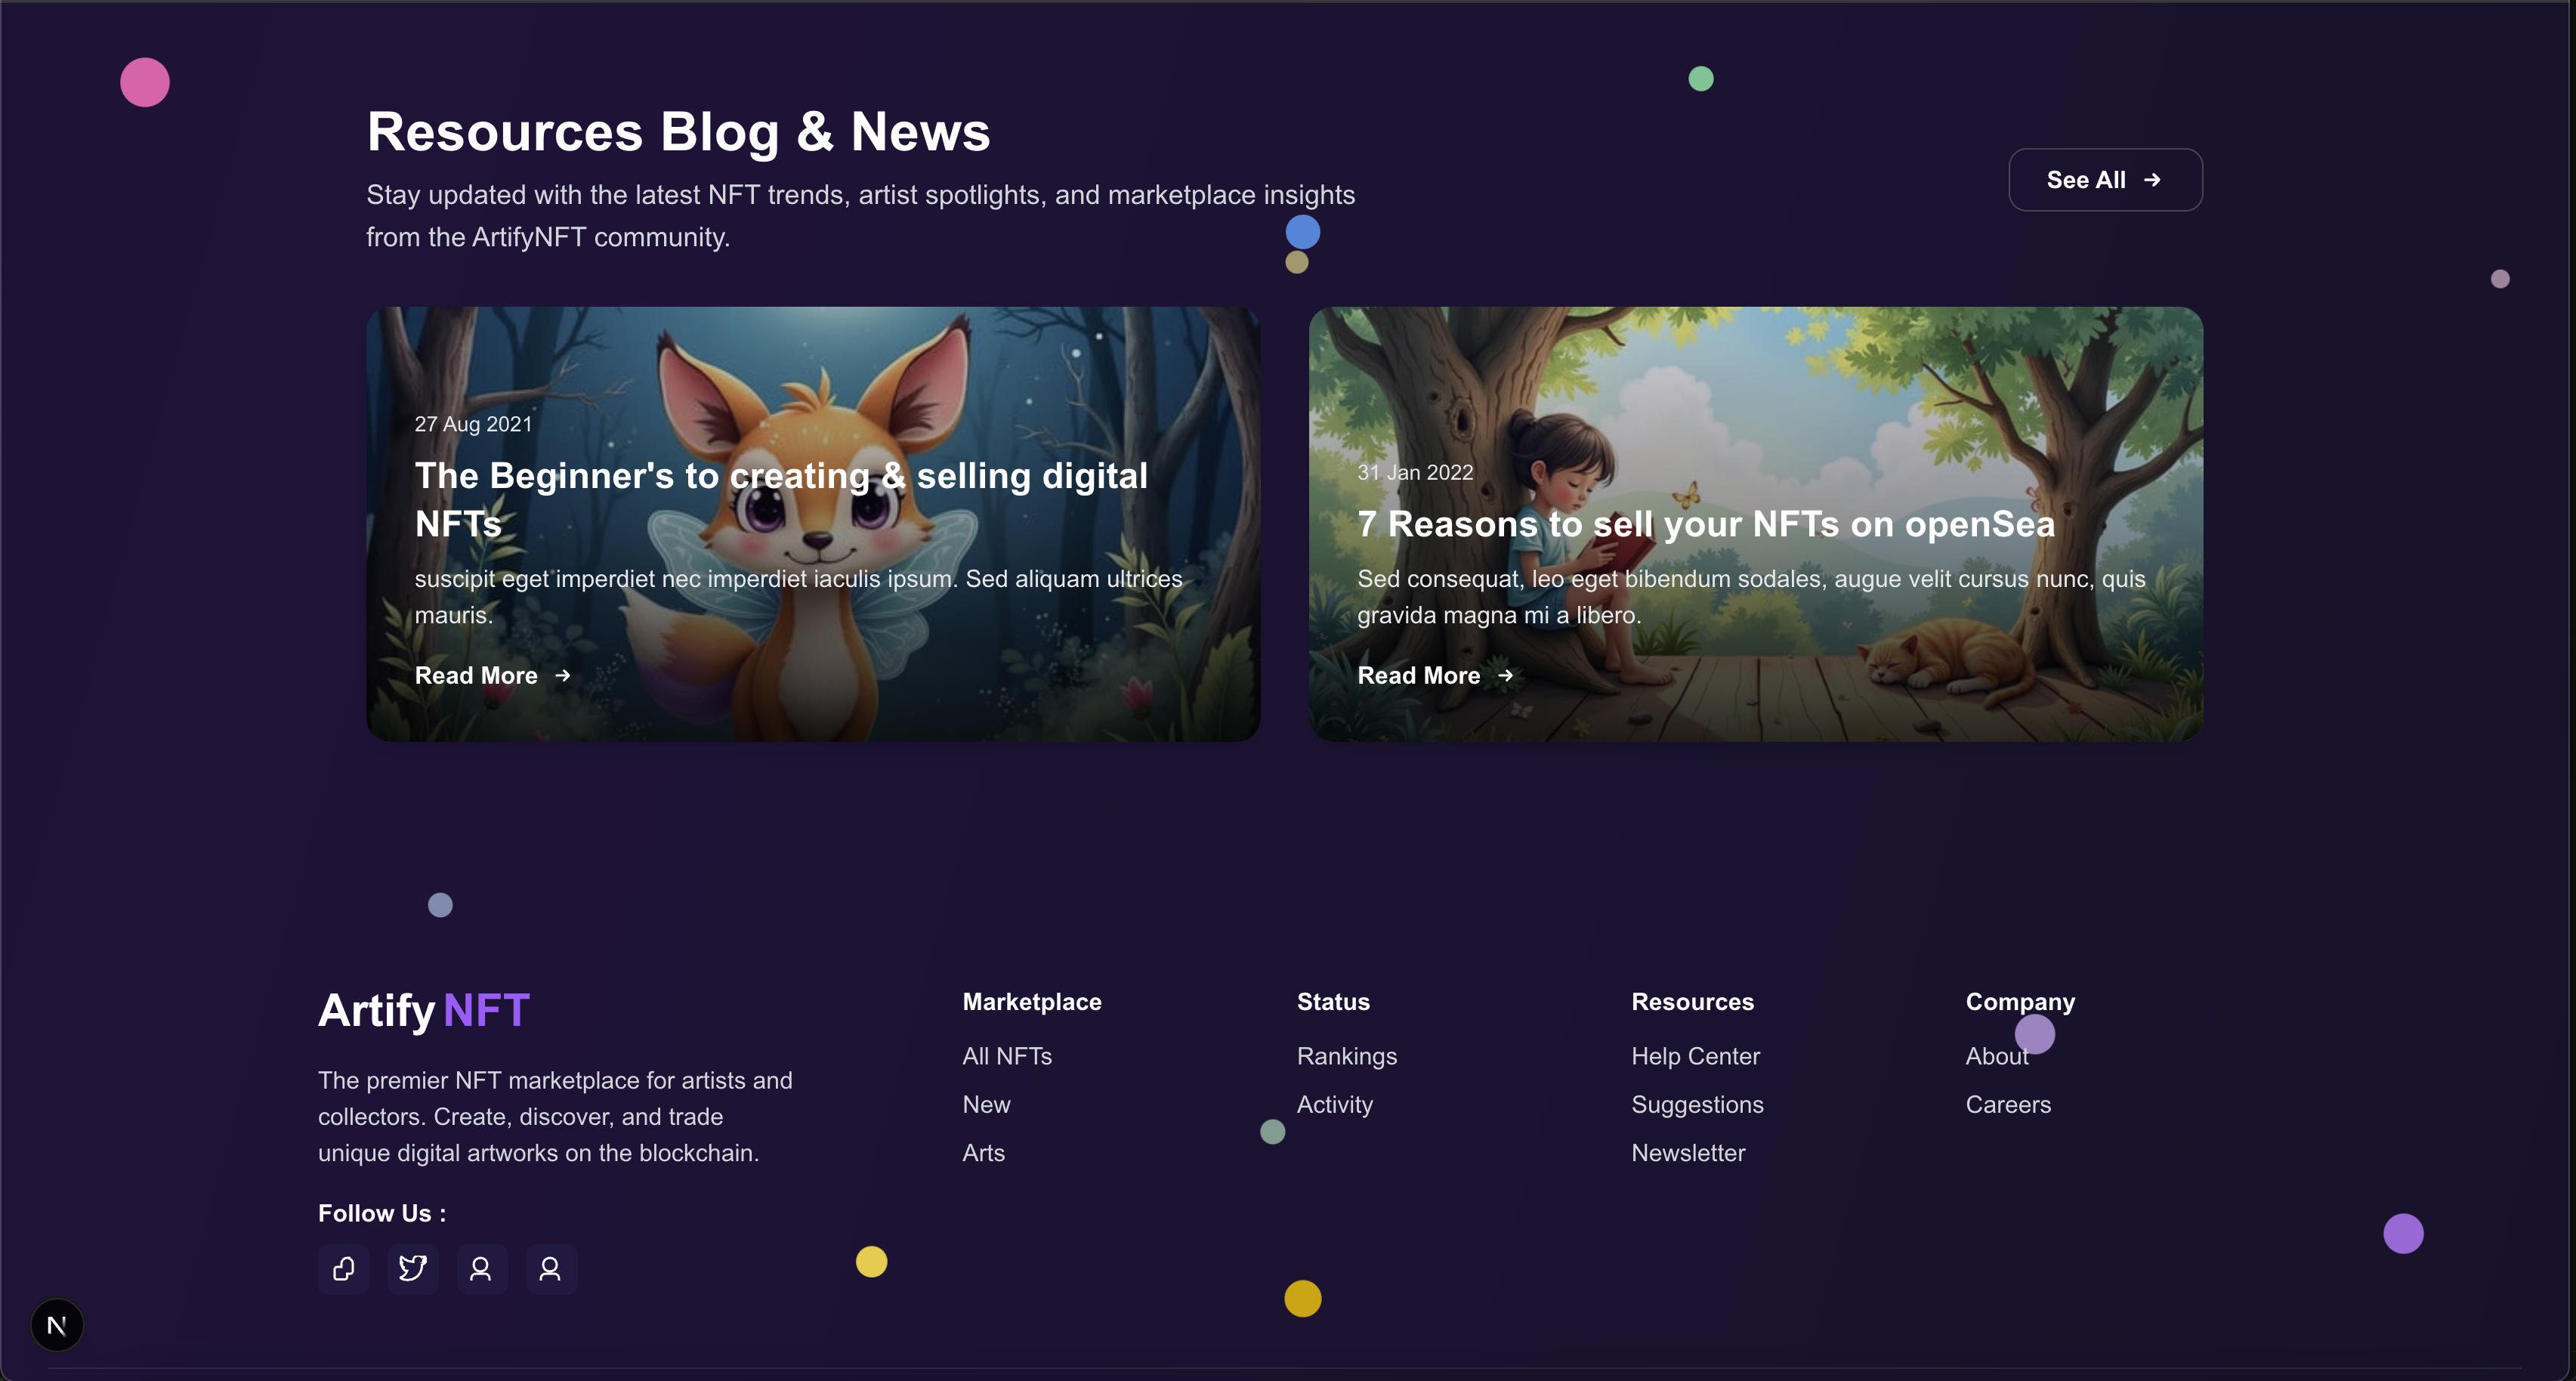 Resources Blog & News
Stay updated with the latest NFT trends, artist spotlights, and marketplace insights
from the ArtifyNFT community.
See All
27 Aug 2021
The Beginner's to creating & selling digital
NFTs
suscipit eget imperdiet nec imperdiet iaculis ipsum. Sed aliquam ultrices
mauris.
Read More
31 Jan 2022
7 Reasons to sell your NFTs on openSea
Sed consequat, leo eget bibendum sodales, augue velit cursus nunc, quis
gravida magna mi a libero.
Read More
Artify NFT
The premier NFT marketplace for artists and
collectors. Create, discover, and trade
unique digital artworks on the blockchain.
Follow Us :
Marketplace
All NFTs
New
Arts
Status
Rankings
Activity
Resources
Help Center
Suggestions
Newsletter
Company
About
Careers
N